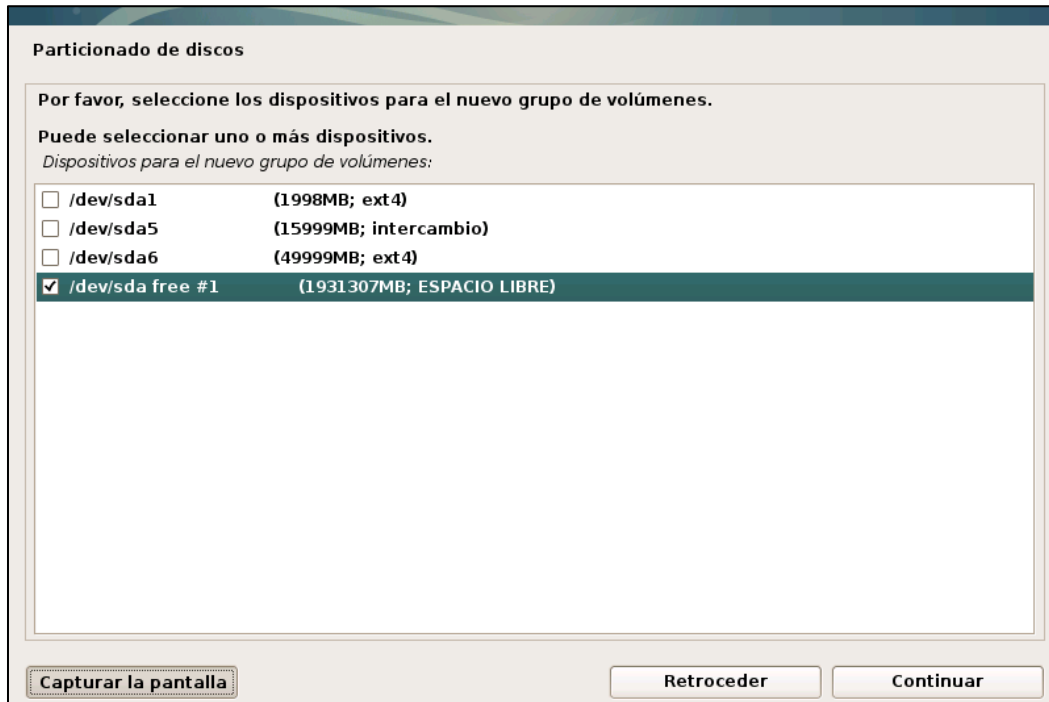 Particionado de discos
Por favor, seleccione los dispositivos para el nuevo grupo de volúmenes.
Puede seleccionar uno o más dispositivos.
Dispositivos para el nuevo grupo de volúmenes:
/dev/sda1 (1998MB; ext4)
/dev/sda5 (15999MB; intercambio)
/dev/sda6 (49999MB; ext4)
/dev/sda free #1 (1931307MB; ESPACIO LIBRE)
Capturar la pantalla Retroceder Continuar